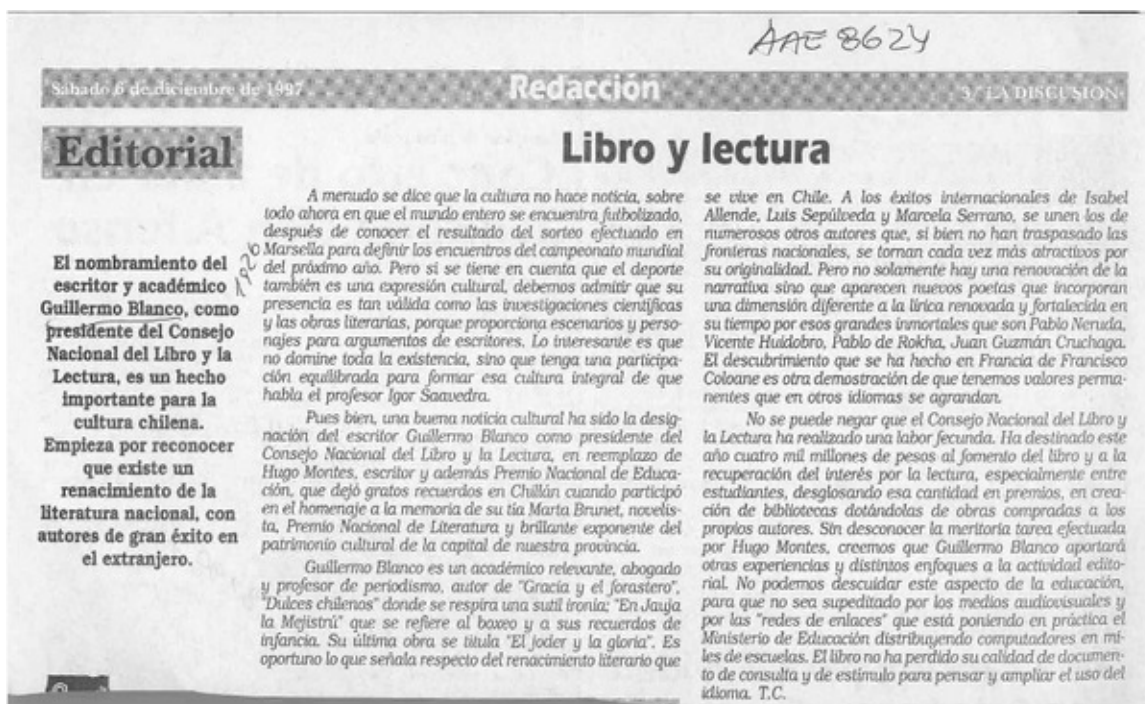 AAE 8624
Sábado 6 de diciembre de 1997
Redacción
3 / LA DISCUSION
Editorial
Libro y lectura
El nombramiento del
escritor y académico
Guillermo Blanco, como
presidente del Consejo
Nacional del Libro y la
Lectura, es un hecho
importante para la
cultura chilena.
Empieza por reconocer
que existe un
renacimiento de la
literatura nacional, con
autores de gran éxito en
el extranjero.
A menudo se dice que la cultura no hace noticia, sobre
todo ahora en que el mundo entero se encuentra futbolizado,
después de conocer el resultado del sorteo efectuado en
Marsella para definir los encuentros del campeonato mundial
del próximo año. Pero si se tiene en cuenta que el deporte
también es una expresión cultural, debemos admitir que su
presencia es tan válida como las investigaciones científicas
y las obras literarias, porque proporciona escenarios y perso-
najes para argumentos de escritores. Lo interesante es que
no domine toda la existencia, sino que tenga una participa-
ción equilibrada para formar esa cultura integral de que
habla el profesor Igor Saavedra.
Pues bien, una buena noticia cultural ha sido la desig-
nación del escritor Guillermo Blanco como presidente del
Consejo Nacional del Libro y la Lectura, en reemplazo de
Hugo Montes, escritor y además Premio Nacional de Educa-
ción, que dejó gratos recuerdos en Chillán cuando participó
en el homenaje a la memoria de su tía Marta Brunet, novelis-
ta, Premio Nacional de Literatura y brillante exponente del
patrimonio cultural de la capital de nuestra provincia.
Guillermo Blanco es un académico relevante, abogado
y profesor de periodismo, autor de "Gracia y el forastero",
"Dulces chilenos" donde se respira una sutil ironía; "En Jauja
la Mejistrú" que se refiere al boxeo y a sus recuerdos de
infancia. Su última obra se titula "El joder y la gloria". Es
oportuno lo que señala respecto del renacimiento literario que
se vive en Chile. A los éxitos internacionales de Isabel
Allende, Luis Sepúlveda y Marcela Serrano, se unen los de
numerosos otros autores que, si bien no han traspasado las
fronteras nacionales, se tornan cada vez más atractivos por
su originalidad. Pero no solamente hay una renovación de la
narrativa sino que aparecen nuevos poetas que incorporan
una dimensión diferente a la lírica renovada y fortalecida en
su tiempo por esos grandes inmortales que son Pablo Neruda,
Vicente Huidobro, Pablo de Rokha, Juan Guzmán Cruchaga.
El descubrimiento que se ha hecho en Francia de Francisco
Coloane es otra demostración de que tenemos valores perma-
nentes que en otros idiomas se agrandan.
No se puede negar que el Consejo Nacional del Libro y
la Lectura ha realizado una labor fecunda. Ha destinado este
año cuatro mil millones de pesos al fomento del libro y a la
recuperación del interés por la lectura, especialmente entre
estudiantes, desglosando esa cantidad en premios, en crea-
ción de bibliotecas dotándolas de obras compradas a los
propios autores. Sin desconocer la meritoria tarea efectuada
por Hugo Montes, creemos que Guillermo Blanco aportará
otras experiencias y distintos enfoques a la actividad edito-
rial. No podemos descuidar este aspecto de la educación,
para que no sea supeditado por los medios audiovisuales y
por las "redes de enlaces" que está poniendo en práctica el
Ministerio de Educación distribuyendo computadores en mi-
les de escuelas. El libro no ha perdido su calidad de documen-
to de consulta y de estímulo para pensar y ampliar el uso del
idioma. T.C.